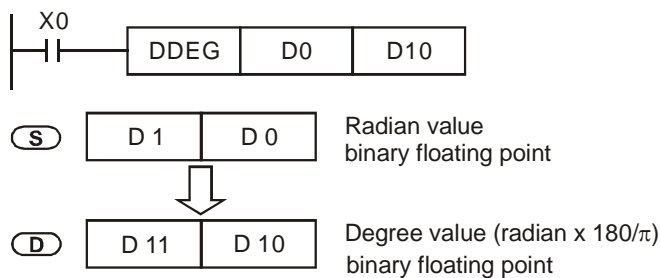 X0
DDEG D0 D10
S D 1 D 0 Radian value
binary floating point
D D 11 D 10 Degree value (radian x 180/π)
binary floating point